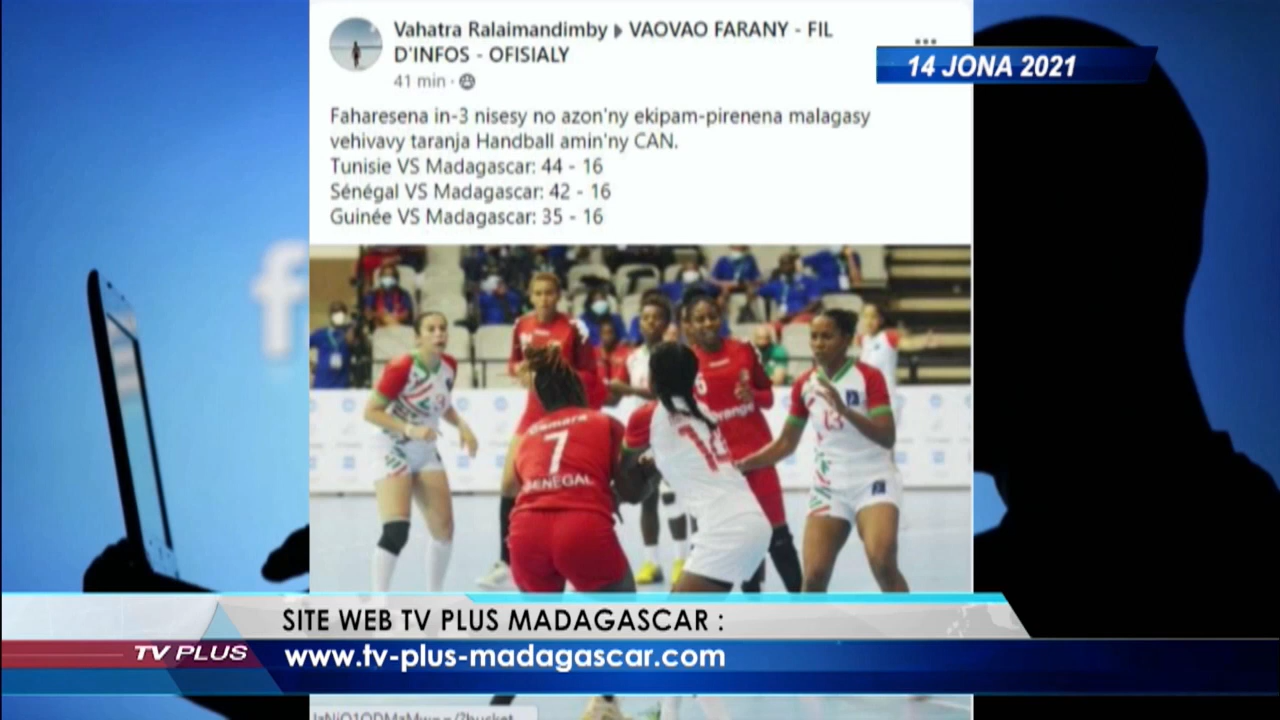 Vahatra Ralaimandimby ▸ VAOVAO FARANY - FIL
D'INFOS - OFISIALY
41 min ·
14 JONA 2021
Faharesena in-3 nisesy no azon'ny ekipam-pirenena malagasy
vehivavy taranja Handball amin'ny CAN.
Tunisie VS Madagascar: 44 - 16
Sénégal VS Madagascar: 42 - 16
Guinée VS Madagascar: 35 - 16
f
Camara
7
SENEGAL
13
orange
SITE WEB TV PLUS MADAGASCAR :
TV PLUS
www.tv-plus-madagascar.com